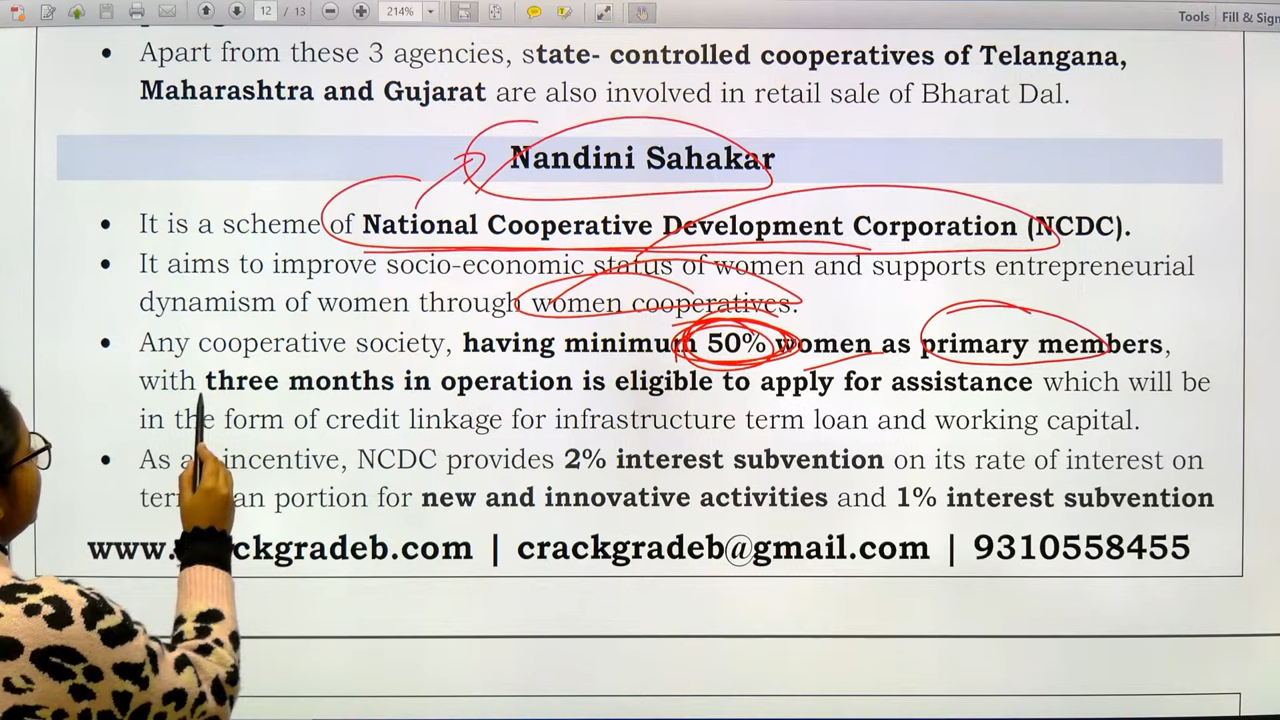 12 / 13
214%
Tools
Fill & Sign
Apart from these 3 agencies, state- controlled cooperatives of Telangana,
Maharashtra and Gujarat are also involved in retail sale of Bharat Dal.
Nandini Sahakar
It is a scheme of National Cooperative Development Corporation (NCDC).
It aims to improve socio-economic status of women and supports entrepreneurial
dynamism of women through women cooperatives.
Any cooperative society, having minimum 50% women as primary members,
with three months in operation is eligible to apply for assistance which will be
in the form of credit linkage for infrastructure term loan and working capital.
As incentive, NCDC provides 2% interest subvention on its rate of interest on
portion for new and innovative activities and 1% interest subvention
ckgradeb.com | crackgradeb@gmail.com | 9310558455